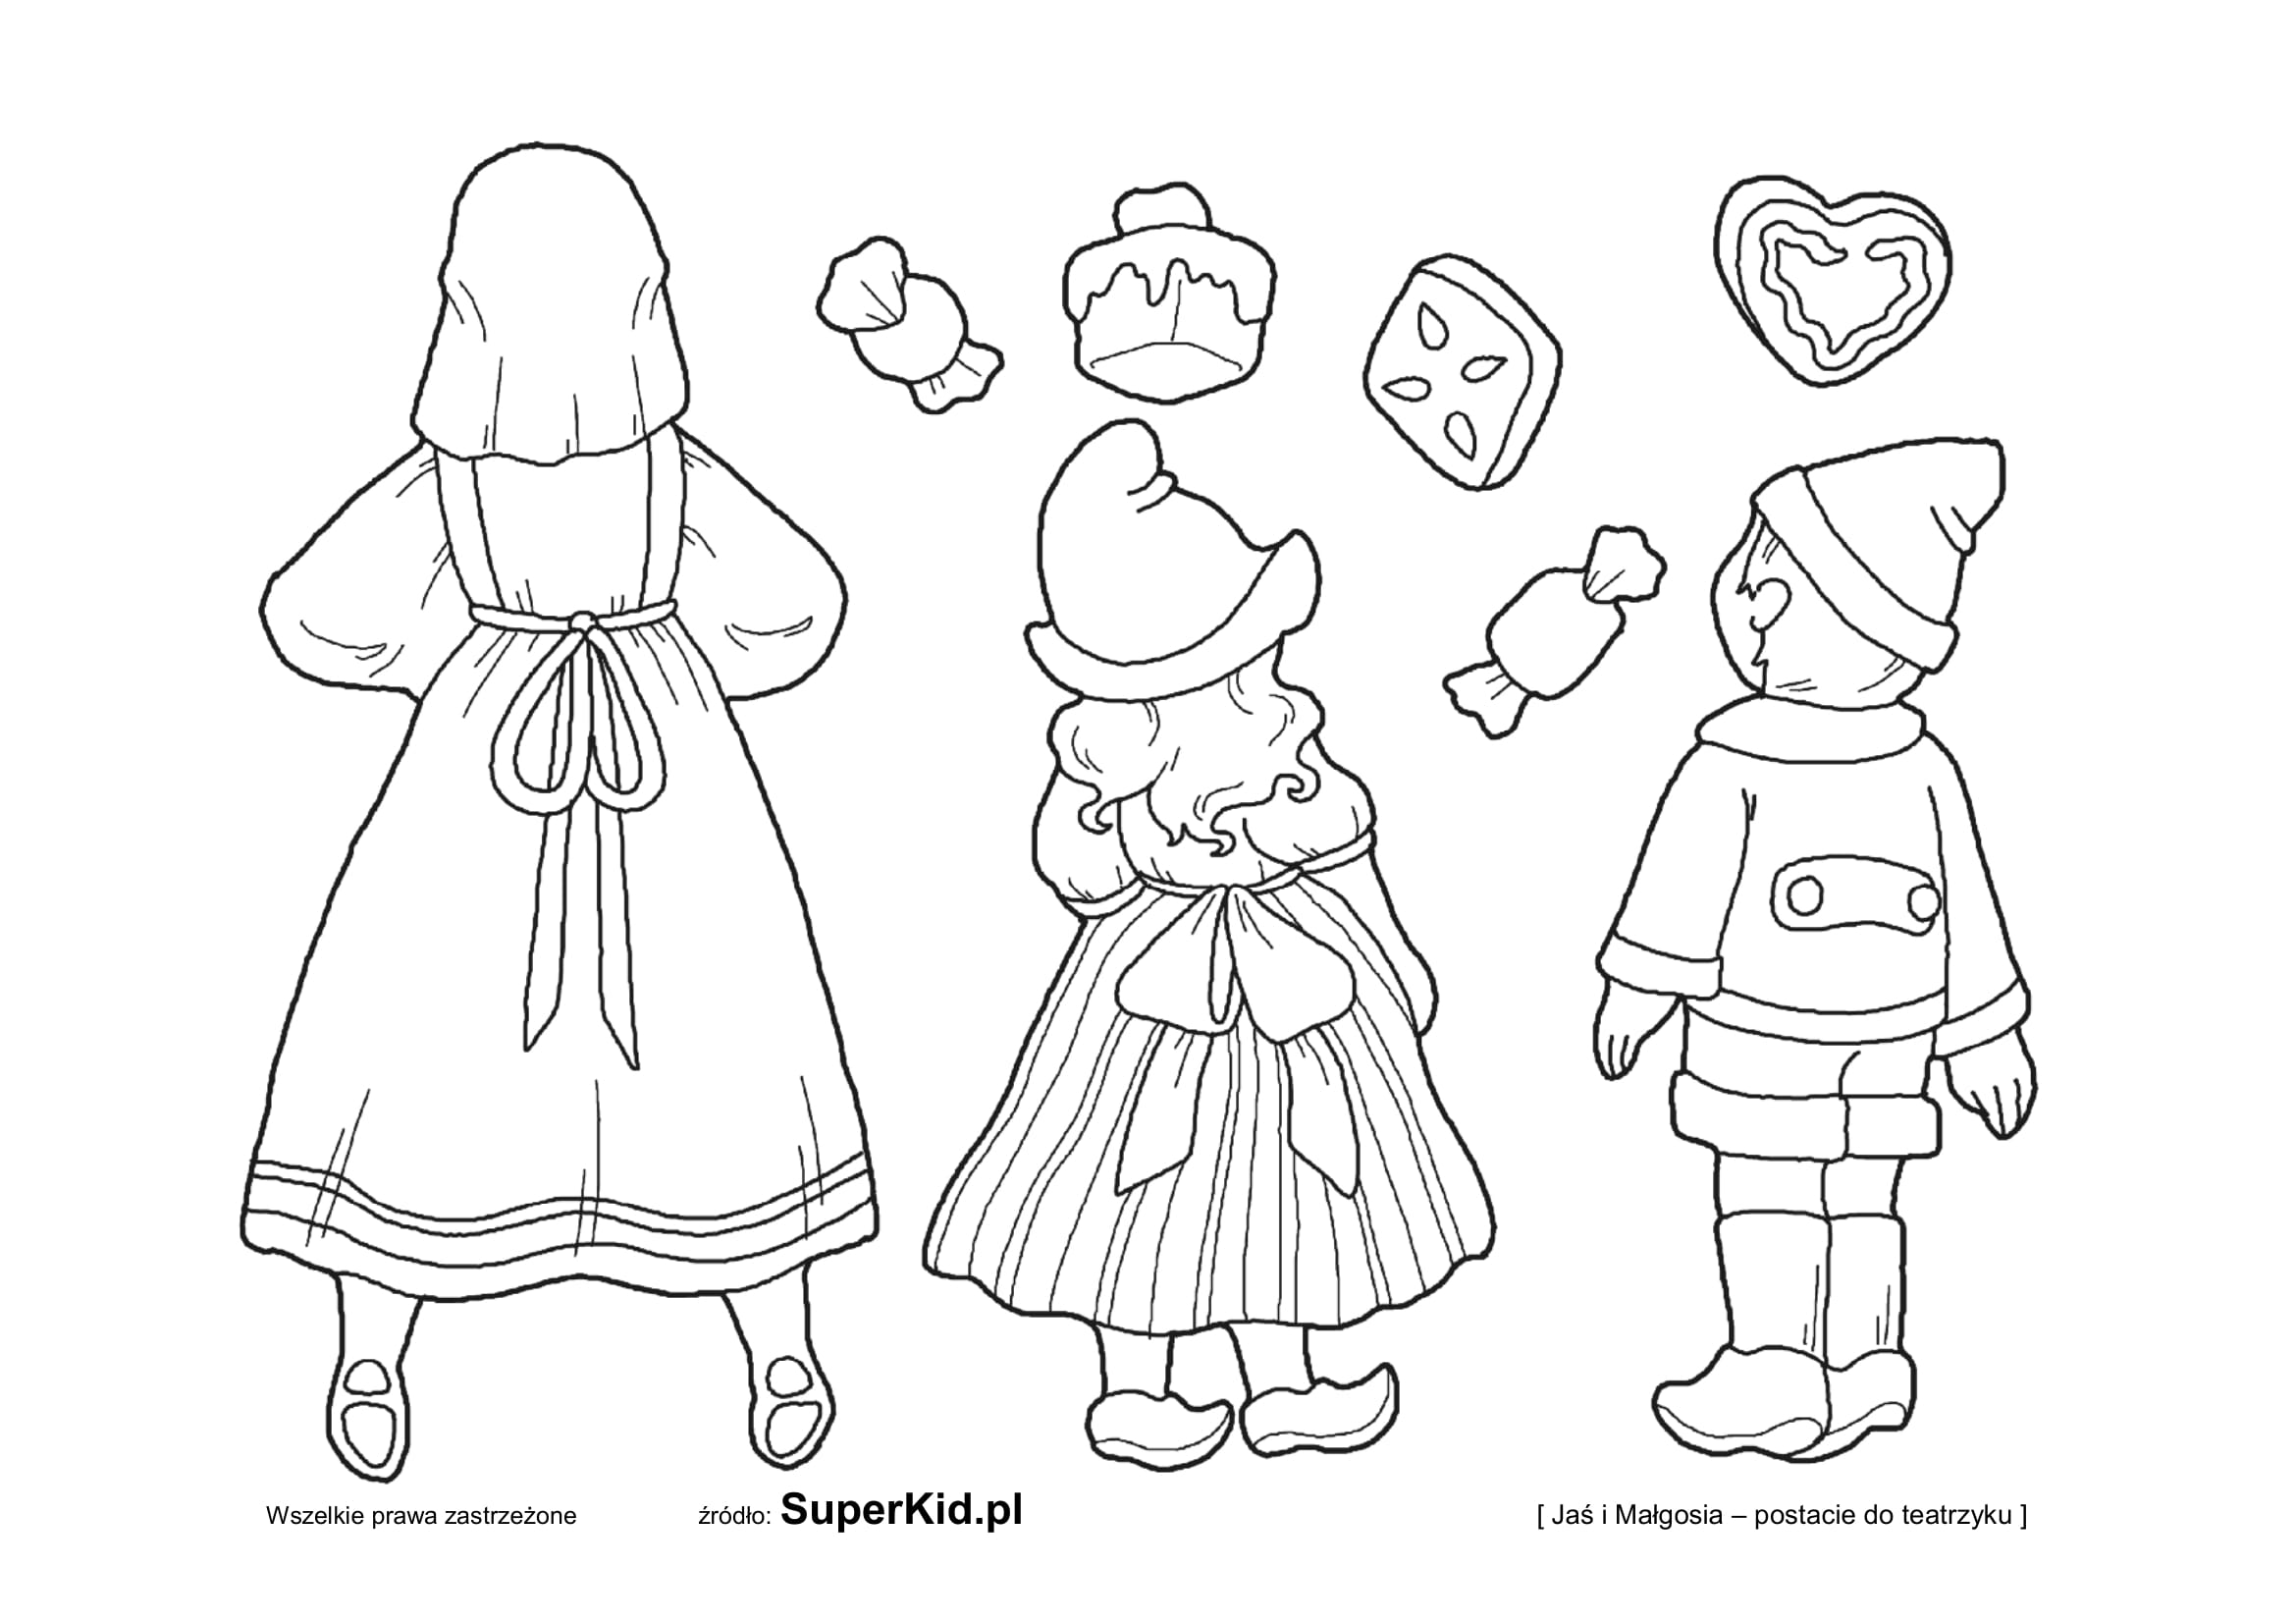 Wszelkie prawa zastrzeżone źródło: SuperKid.pl [ Jaś i Małgosia – postacie do teatrzyku ]